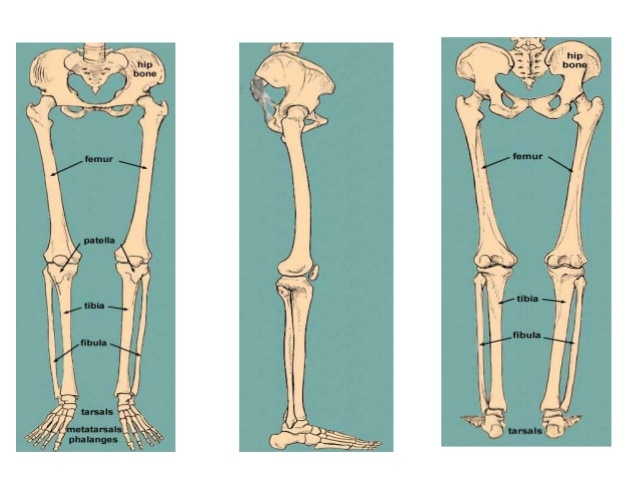 hip
bone
femur
patella
tibia
fibula
tarsals
metatarsals
phalanges
hip
bone
femur
tibia
fibula
tarsals